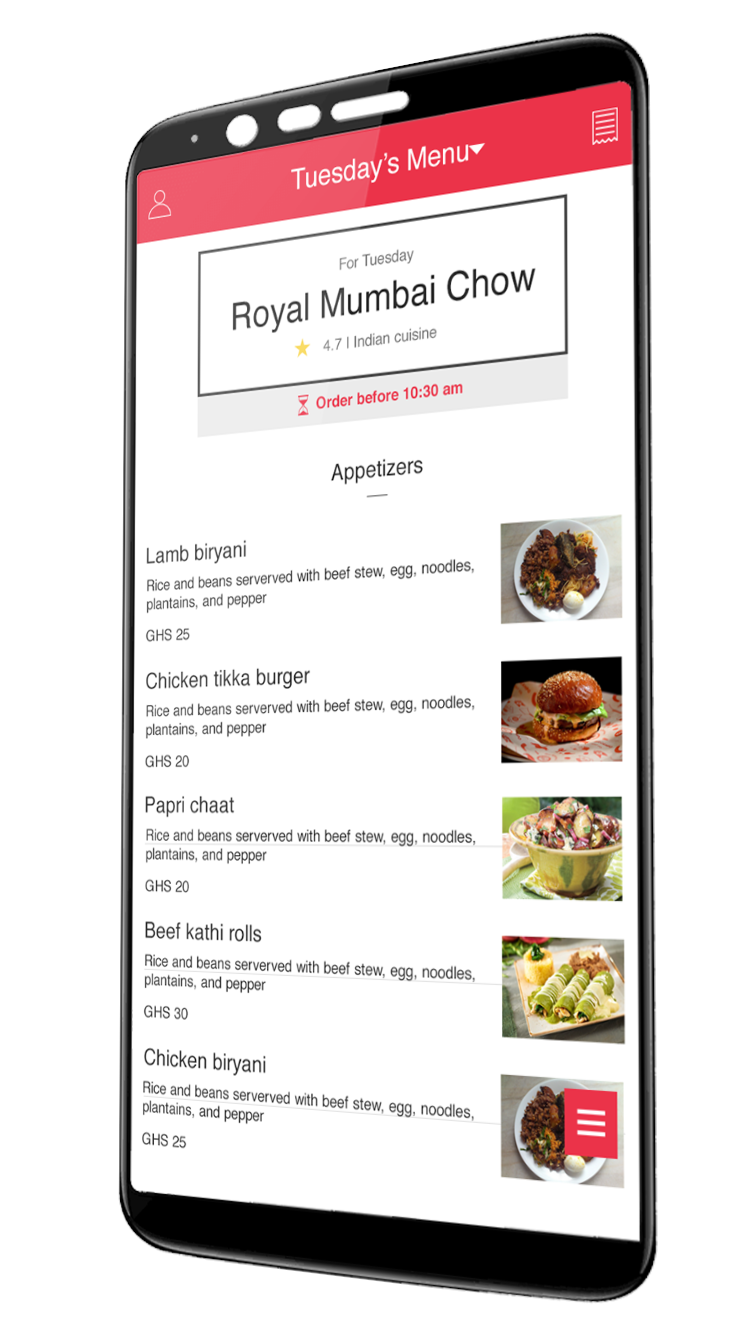 Tuesday's Menu
For Tuesday
Royal Mumbai Chow
4.7 | Indian cuisine
Order before 10:30 am
Appetizers
Lamb biryani
Rice and beans serverved with beef stew, egg, noodles,
plantains, and pepper
GHS 25
Chicken tikka burger
Rice and beans serverved with beef stew, egg, noodles,
plantains, and pepper
GHS 20
Papri chaat
Rice and beans serverved with beef stew, egg, noodles,
plantains, and pepper
GHS 20
Beef kathi rolls
Rice and beans serverved with beef stew, egg, noodles,
plantains, and pepper
GHS 30
Chicken biryani
Rice and beans serverved with beef stew, egg, noodles,
plantains, and pepper
GHS 25